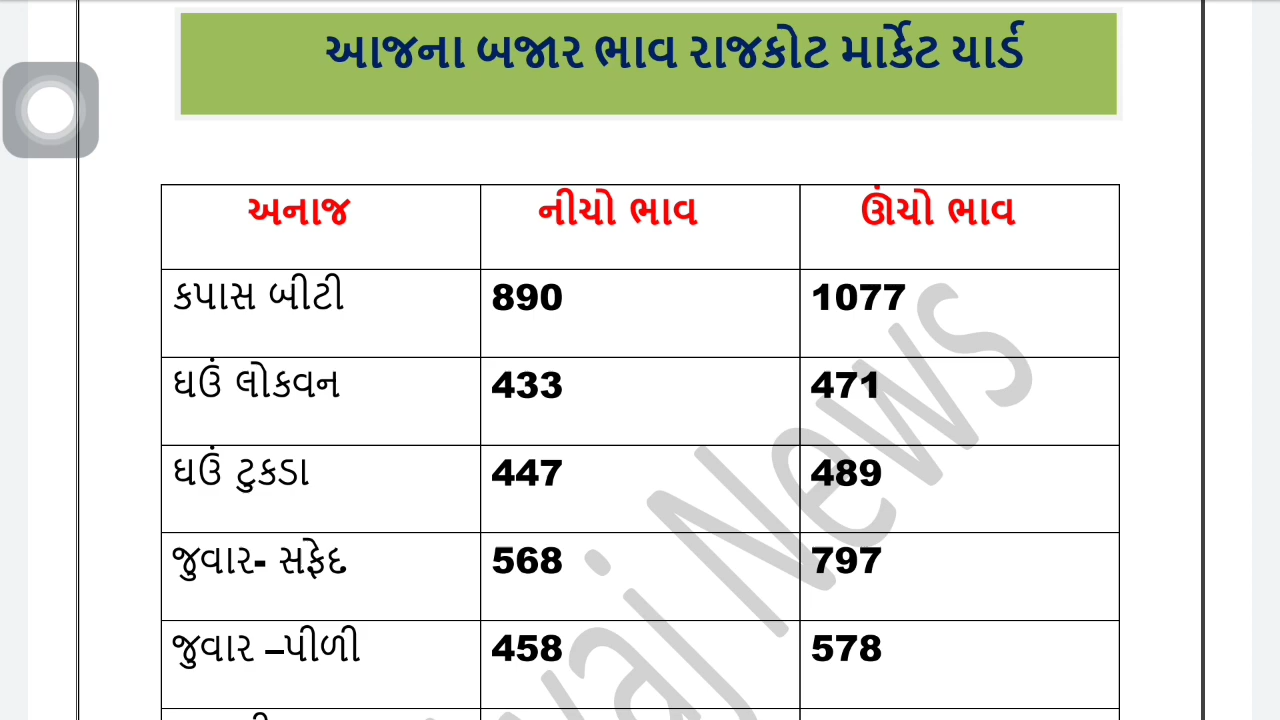 આજના બજાર ભાવ રાજકોટ માર્કેટ યાર્ડ
અનાજ નીચો ભાવ ઊંચો ભાવ
કપાસ બીટી 890 1077
ઘઉં લોકવન 433 471
ઘઉં ટુકડા 447 489
જુવાર- સફેદ 568 797
જુવાર –પીળી 458 578
News